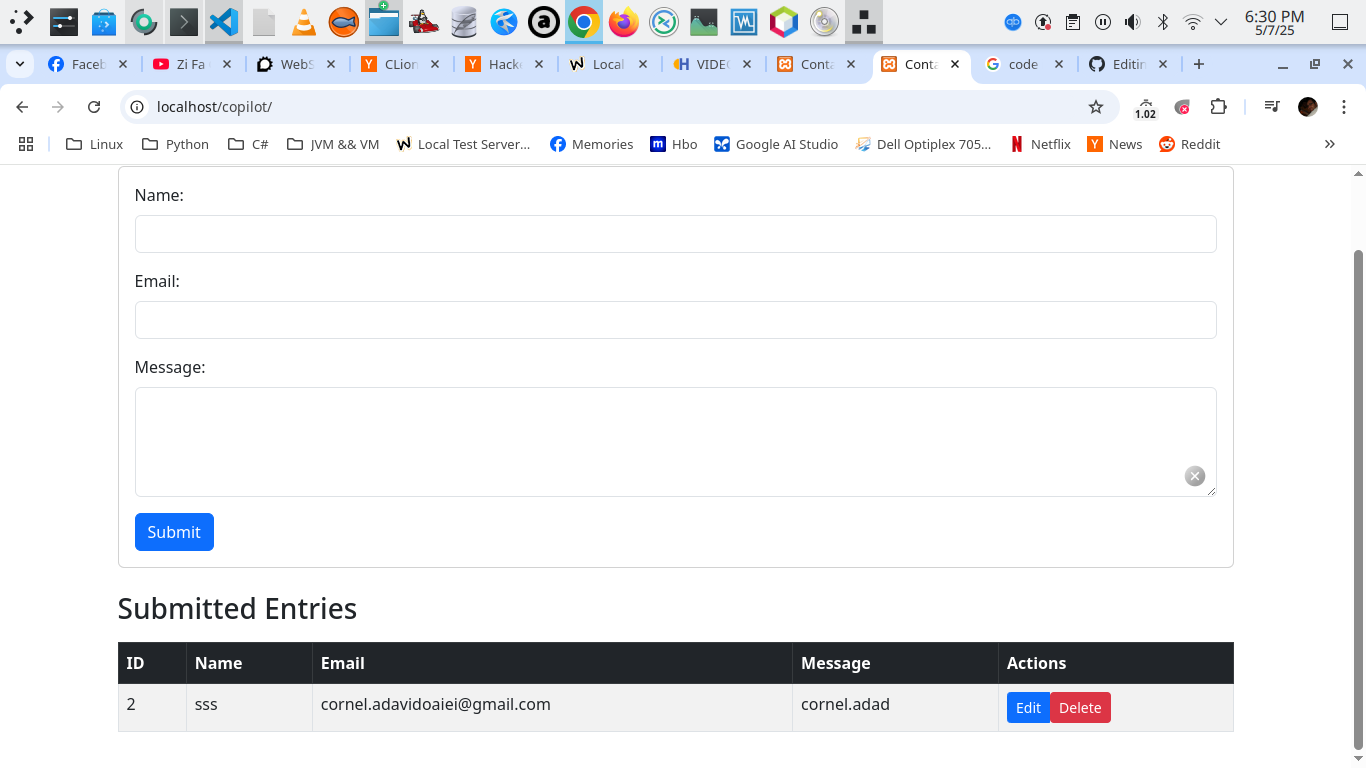 6:30 PM
5/7/25
Faceb
Zi Fa
WebS
CLion
Hacke
Local
VIDEO
Conta
Conta
code
Editin
localhost/copilot/
1.02
Linux
Python
C#
JVM && VM
Local Test Server...
Memories
Hbo
Google AI Studio
Dell Optiplex 705...
Netflix
News
Reddit
Name:
Email:
Message:
Submit
Submitted Entries
ID Name Email Message Actions
2 sss cornel.adavidoaiei@gmail.com cornel.adad Edit Delete